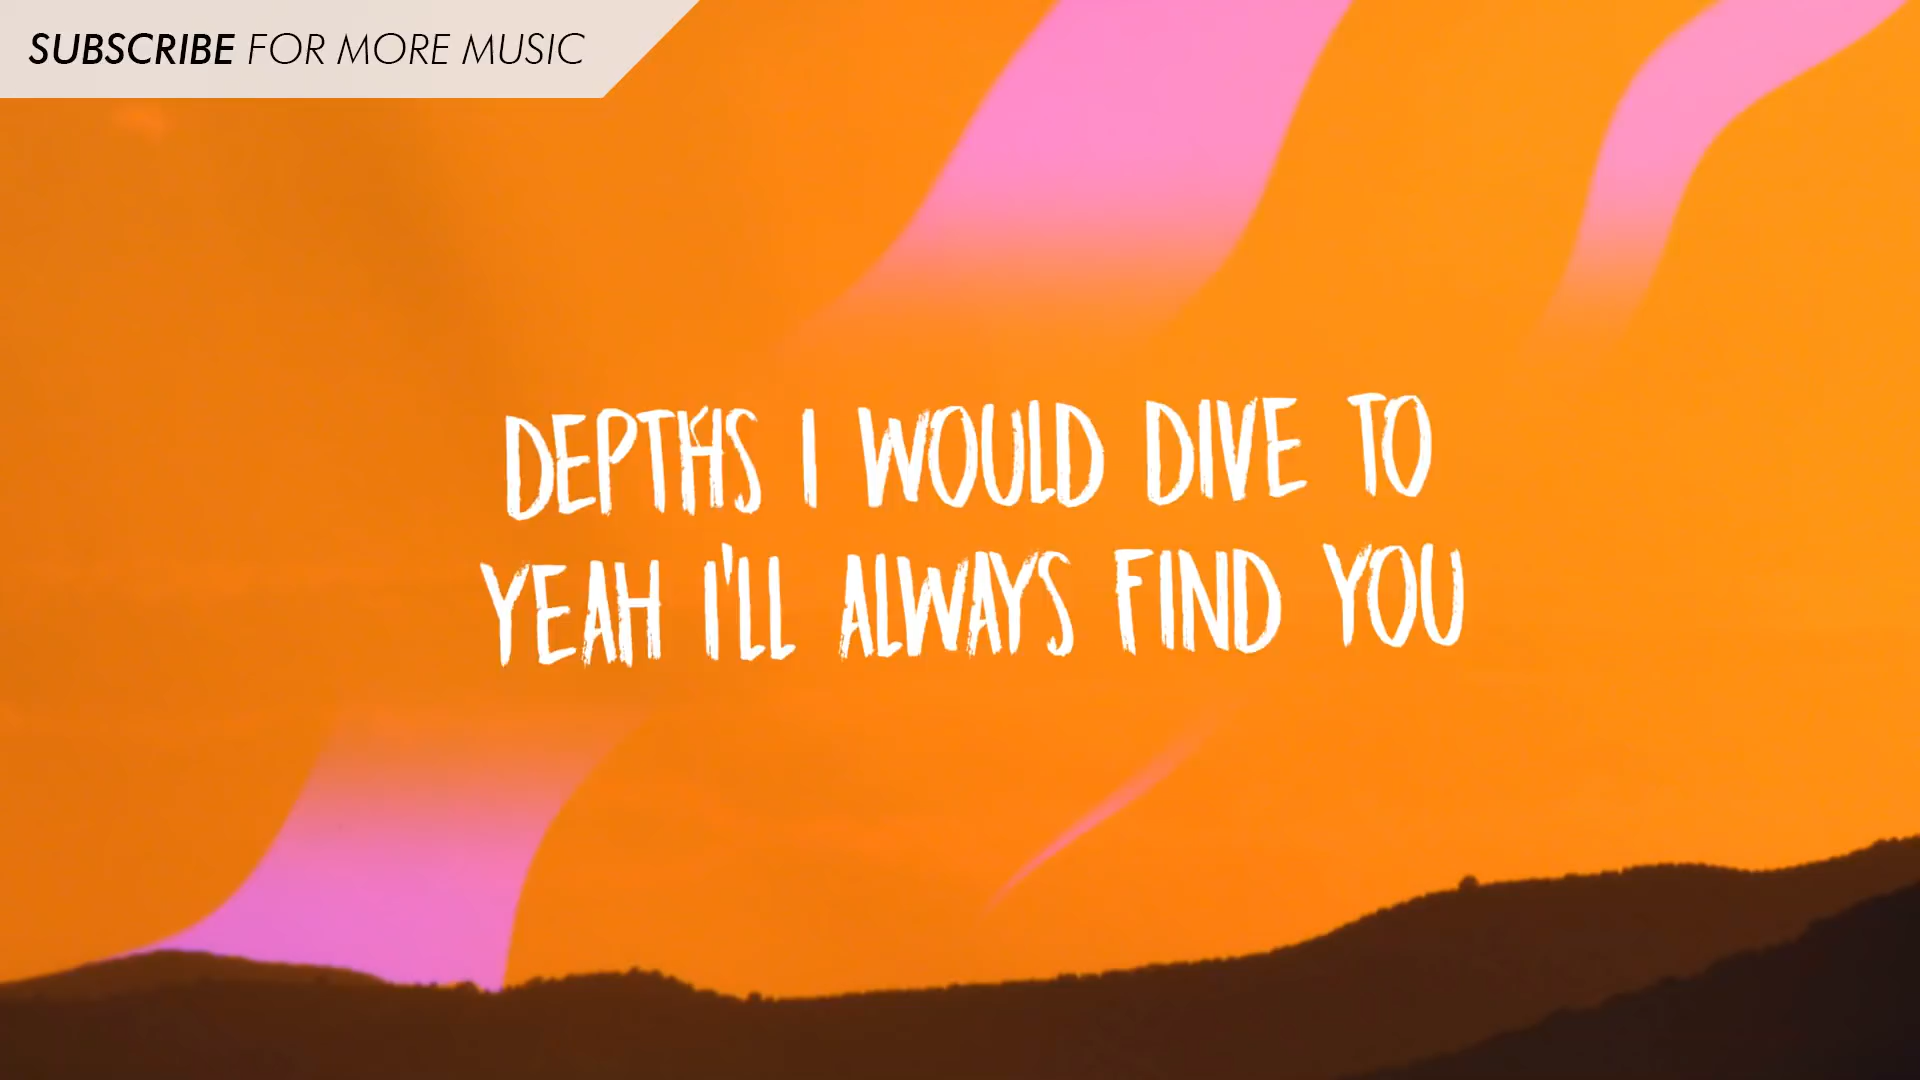 SUBSCRIBE FOR MORE MUSIC
DEPTHS I WOULD DIVE TO
YEAH I'LL ALWAYS FIND YOU